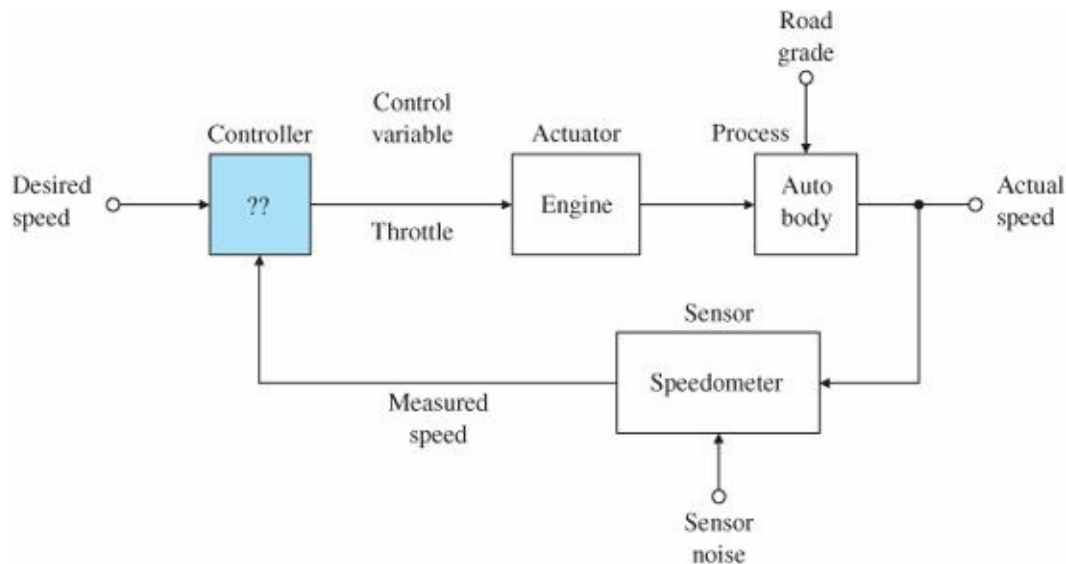 Road
grade
Control
variable
Controller
Actuator
Process
Desired
speed
??
Throttle
Engine
Auto
body
Actual
speed
Sensor
Speedometer
Measured
speed
Sensor
noise